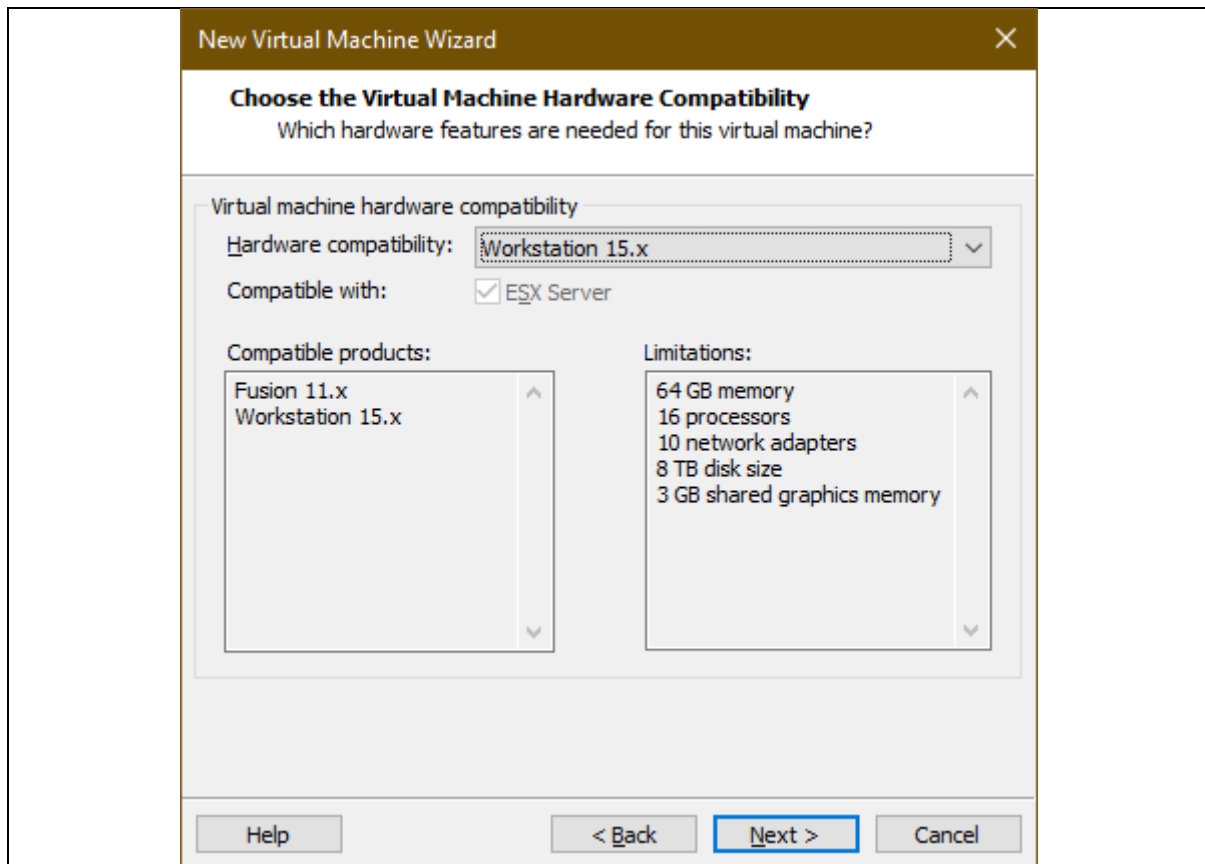 New Virtual Machine Wizard
Choose the Virtual Machine Hardware Compatibility
Which hardware features are needed for this virtual machine?
Virtual machine hardware compatibility
Hardware compatibility: Workstation 15.x
Compatible with: ESX Server
Compatible products:
Fusion 11.x
Workstation 15.x
Limitations:
64 GB memory
16 processors
10 network adapters
8 TB disk size
3 GB shared graphics memory
Help < Back Next > Cancel